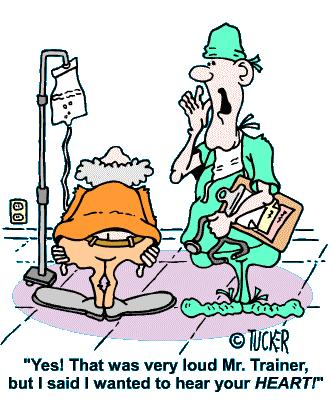 © TUCKER
"Yes! That was very loud Mr. Trainer,
but I said I wanted to hear your HEART!"